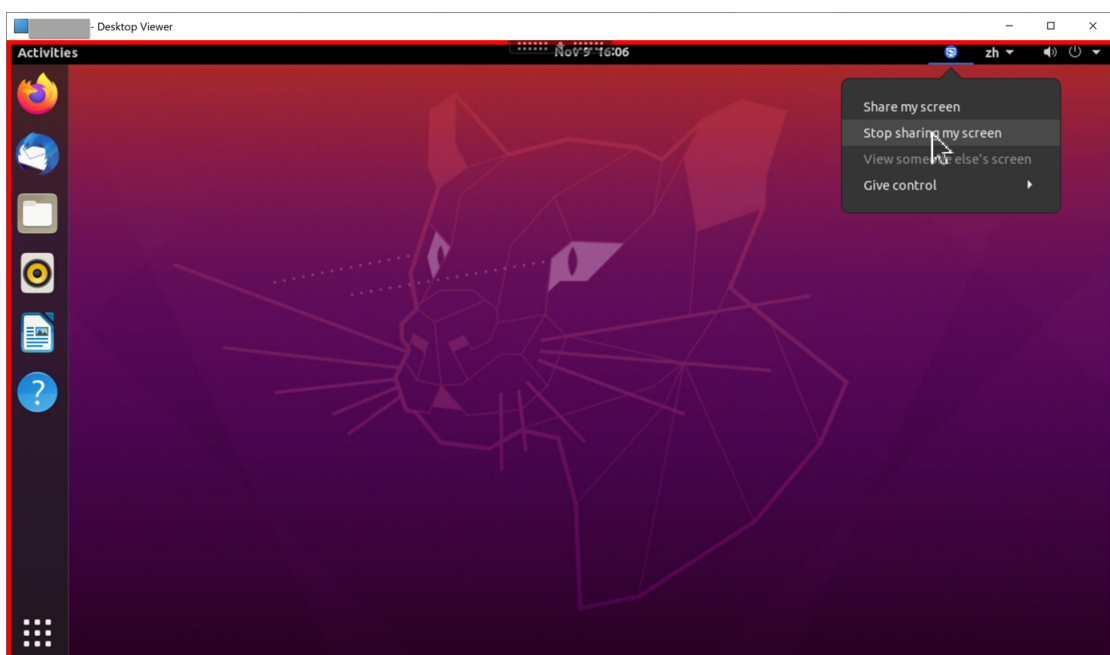 - Desktop Viewer
Activities
Nov 9 16:06
zh
Share my screen
Stop sharing my screen
View someone else's screen
Give control
?